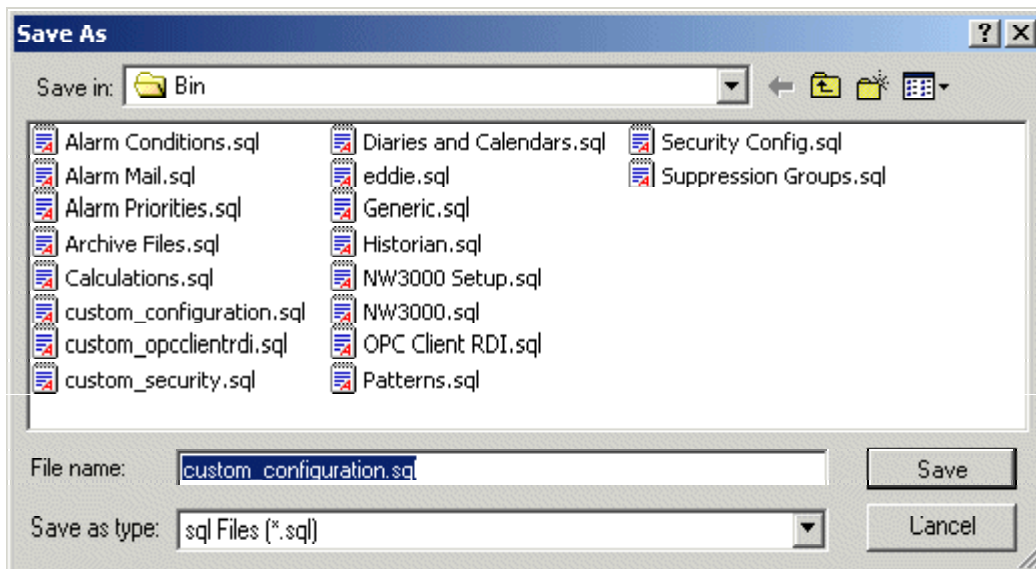 Save As
Save in: Bin
Alarm Conditions.sql
Alarm Mail.sql
Alarm Priorities.sql
Archive Files.sql
Calculations.sql
custom_configuration.sql
custom_opcclientrdi.sql
custom_security.sql
Diaries and Calendars.sql
eddie.sql
Generic.sql
Historian.sql
NW3000 Setup.sql
NW3000.sql
OPC Client RDI.sql
Patterns.sql
Security Config.sql
Suppression Groups.sql
File name: custom_configuration.sql
Save
Save as type: sql Files (*.sql)
Cancel